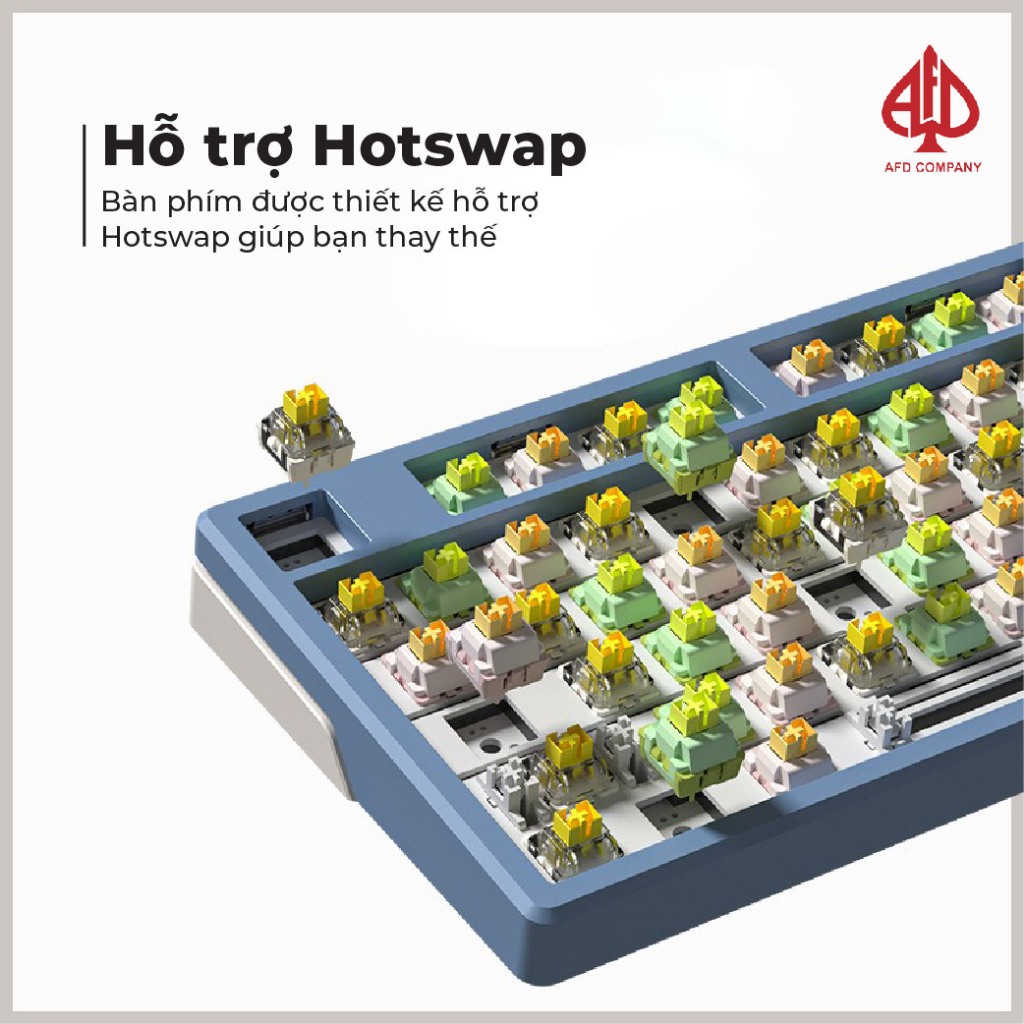 AFD
AFD COMPANY
Hỗ trợ Hotswap
Bàn phím được thiết kế hỗ trợ
Hotswap giúp bạn thay thế